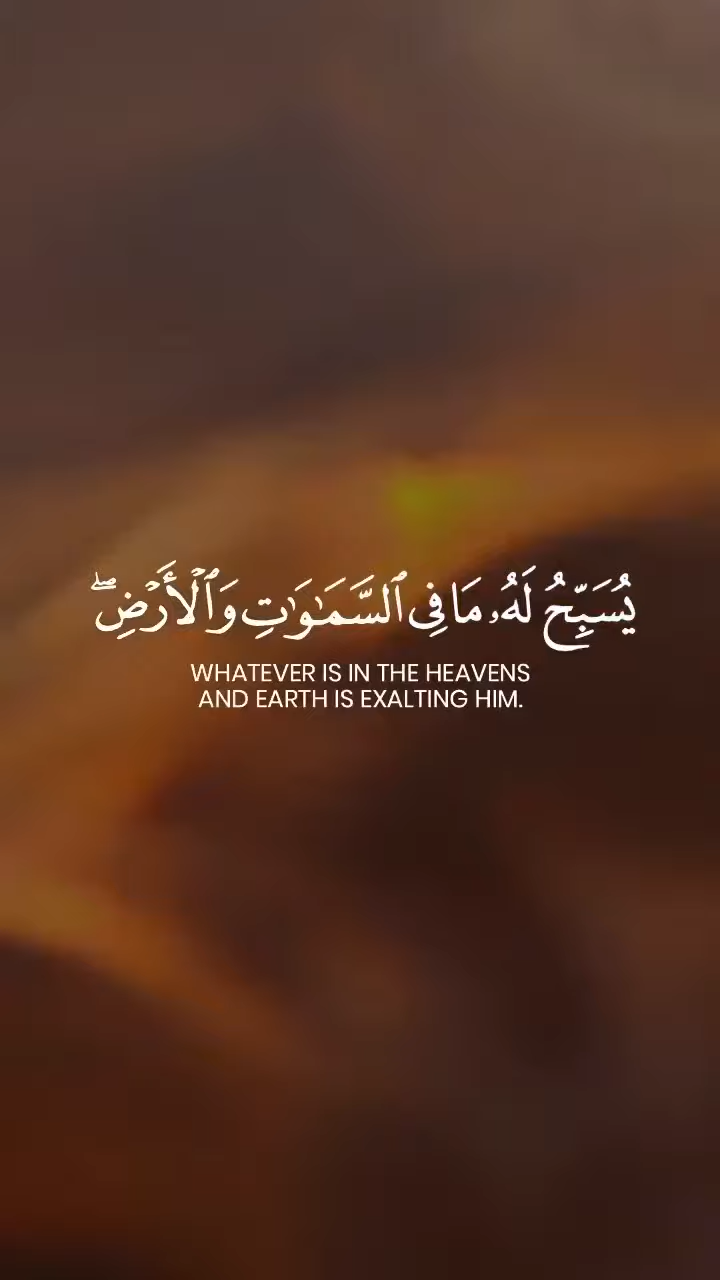 يُسَبِّحُ لَهُۥ مَا فِى ٱلسَّمَـٰوَٰتِ وَٱلْأَرْضِ ۖ
WHATEVER IS IN THE HEAVENS
AND EARTH IS EXALTING HIM.